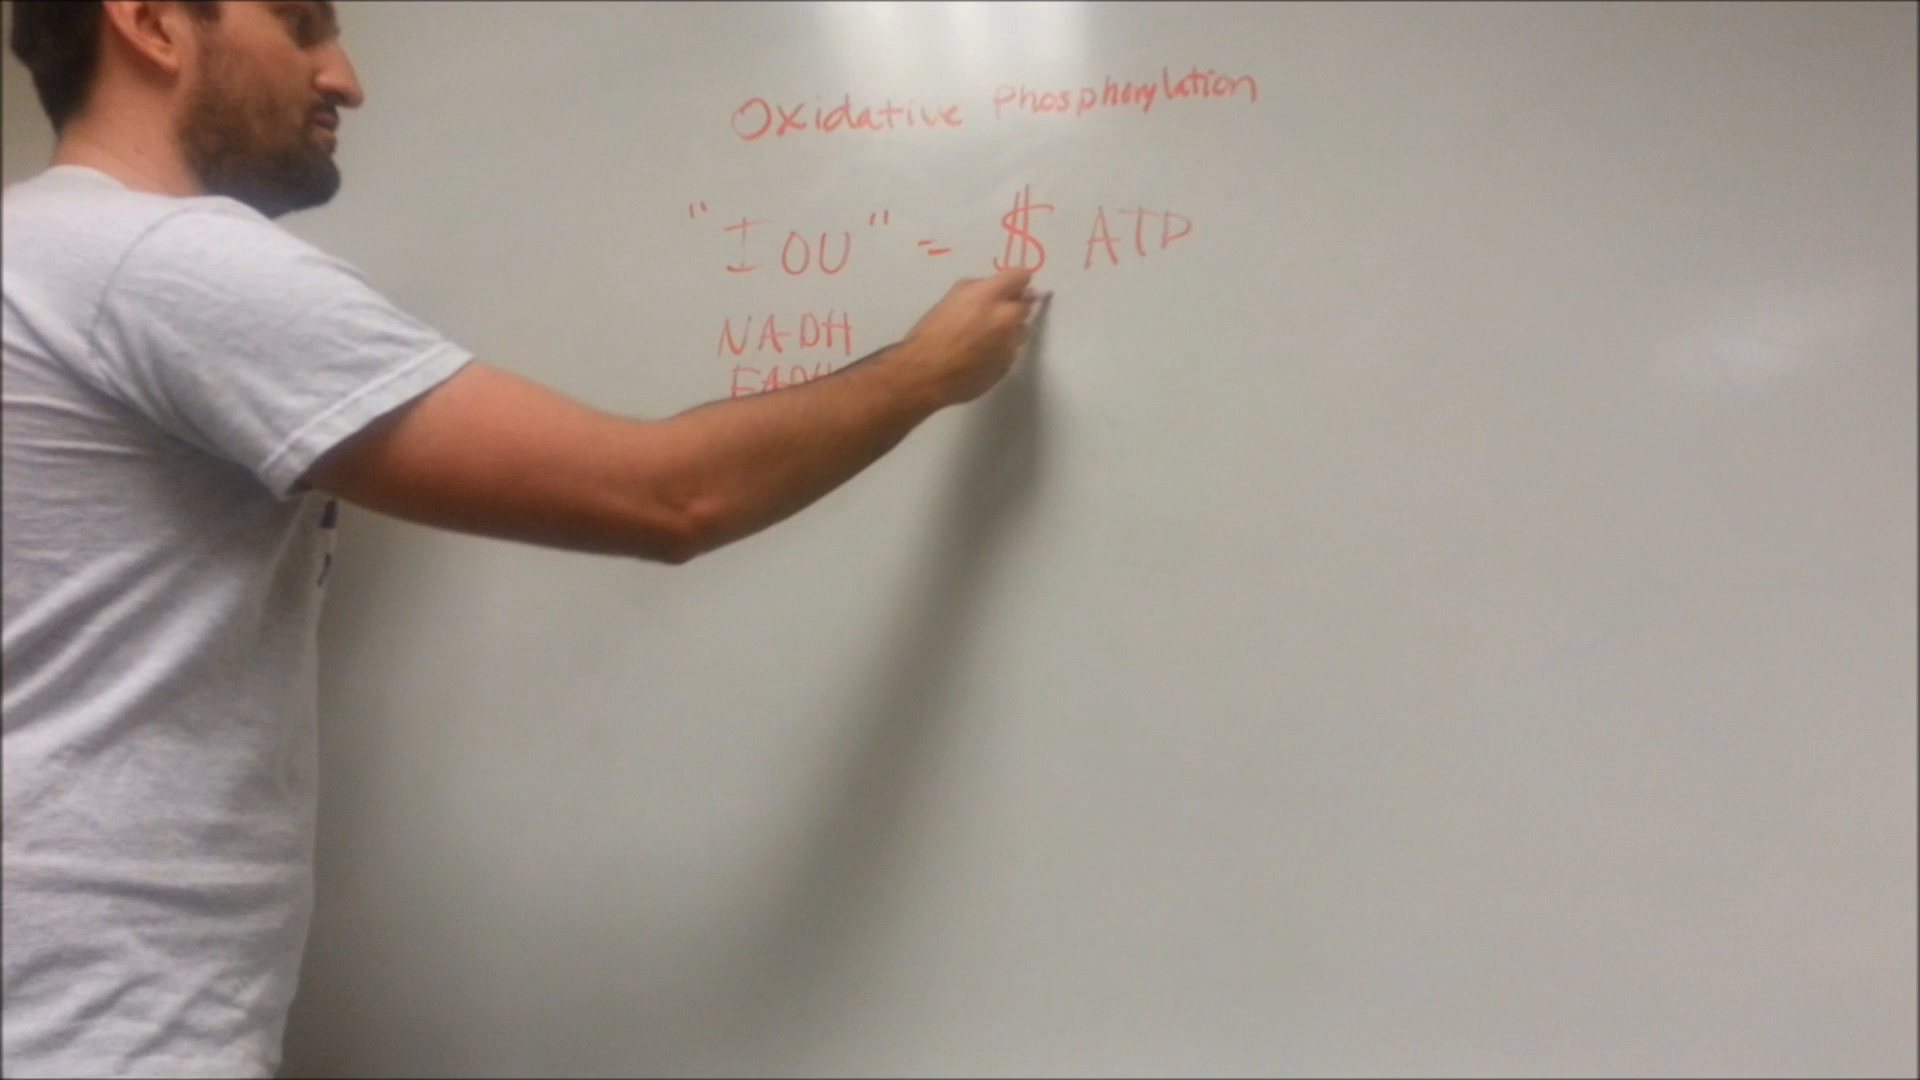 Oxidative Phosphorylation
"IOU" = $ ATP
NADH
FADH